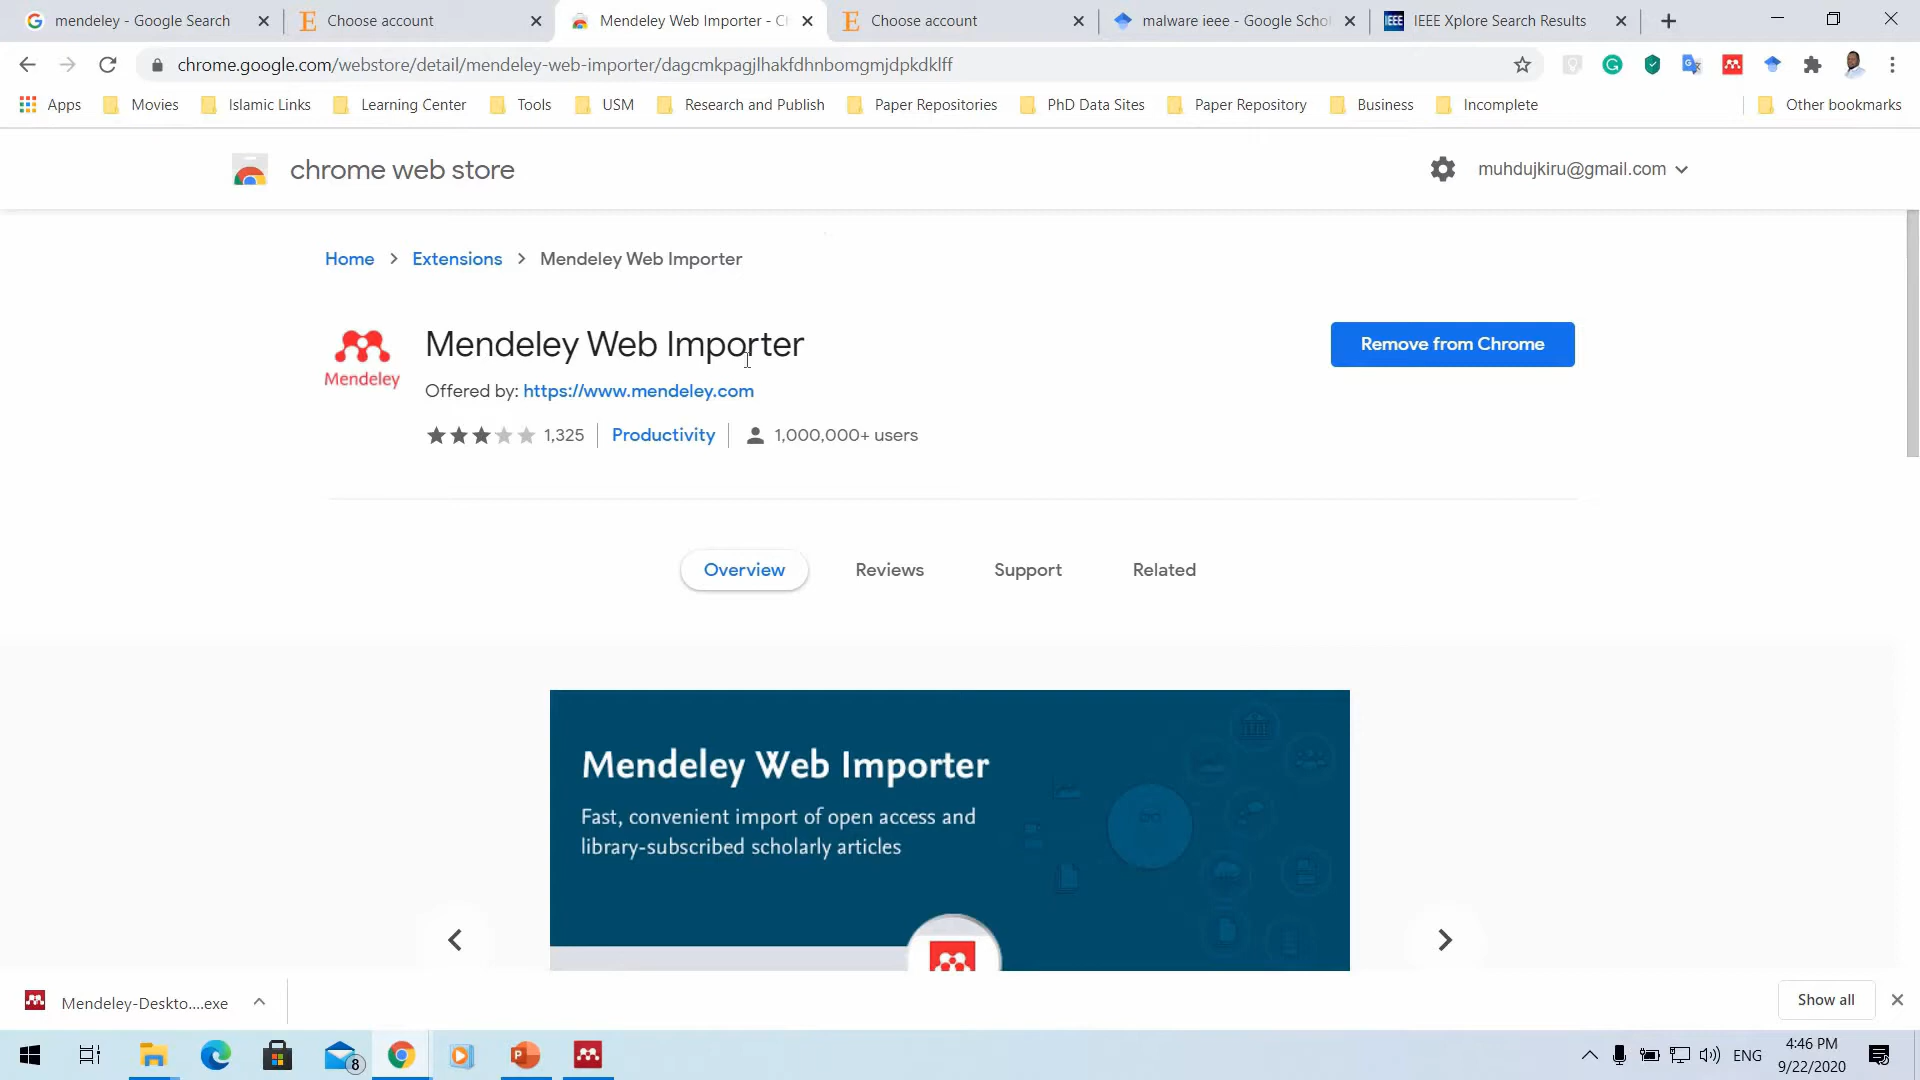 mendeley - Google Search
Choose account
Mendeley Web Importer - C
Choose account
malware ieee - Google Schol
IEEE Xplore Search Results
chrome.google.com/webstore/detail/mendeley-web-importer/dagcmkpagjlhakfdhnbomgmjdpkdklff
Apps
Movies
Islamic Links
Learning Center
Tools
USM
Research and Publish
Paper Repositories
PhD Data Sites
Paper Repository
Business
Incomplete
Other bookmarks
chrome web store
muhdujkiru@gmail.com
Home > Extensions > Mendeley Web Importer
Mendeley
Mendeley Web Importer
Remove from Chrome
Offered by: https://www.mendeley.com
1,325
Productivity
1,000,000+ users
Overview
Reviews
Support
Related
Mendeley Web Importer
Fast, convenient import of open access and
library-subscribed scholarly articles
Mendeley-Deskto....exe
Show all
8
ENG
4:46 PM
9/22/2020